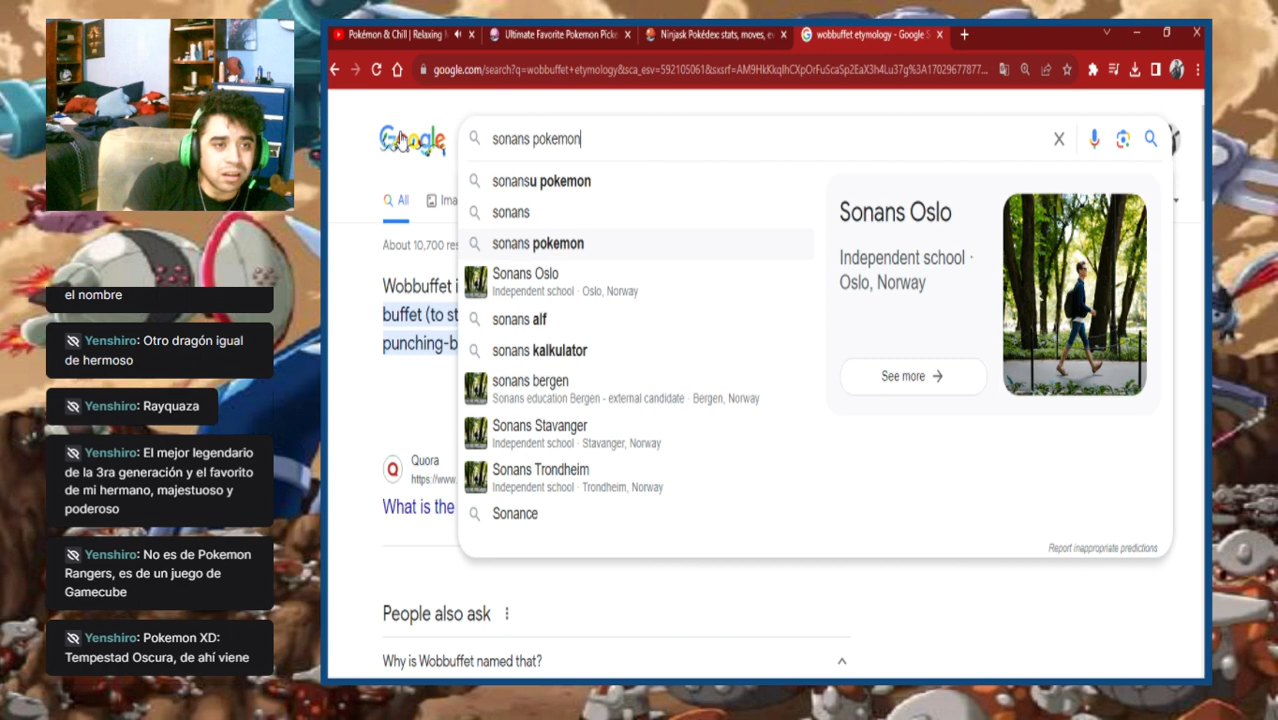 Pokémon & Chill | Relaxing
Ultimate Favorite Pokemon Picke
Ninjask Pokédex: stats, moves, ev
wobbuffet etymology - Google S
google.com/search?q=wobbuffet+etymology&sca_esv=592105061&sxsrf=AM9HkKkqIhCXpOrFuScaSp2EaX3h4Lu37g%3A17029677877...
Google
sonans pokemon
All
Ima
About 10,700 res
sonansu pokemon
sonans
sonans pokemon
Sonans Oslo
Independent school · Oslo, Norway
sonans alf
sonans kalkulator
sonans bergen
Sonans education Bergen - external candidate · Bergen, Norway
Sonans Stavanger
Independent school · Stavanger, Norway
Sonans Trondheim
Independent school · Trondheim, Norway
Sonance
Sonans Oslo
Independent school ·
Oslo, Norway
See more
Report inappropriate predictions
Wobbuffet i
buffet (to st
punching-b
Quora
https://www.
What is the
People also ask
Why is Wobbuffet named that?
el nombre
Yenshiro: Otro dragón igual
de hermoso
Yenshiro: Rayquaza
Yenshiro: El mejor legendario
de la 3ra generación y el favorito
de mi hermano, majestuoso y
poderoso
Yenshiro: No es de Pokemon
Rangers, es de un juego de
Gamecube
Yenshiro: Pokemon XD:
Tempestad Oscura, de ahí viene